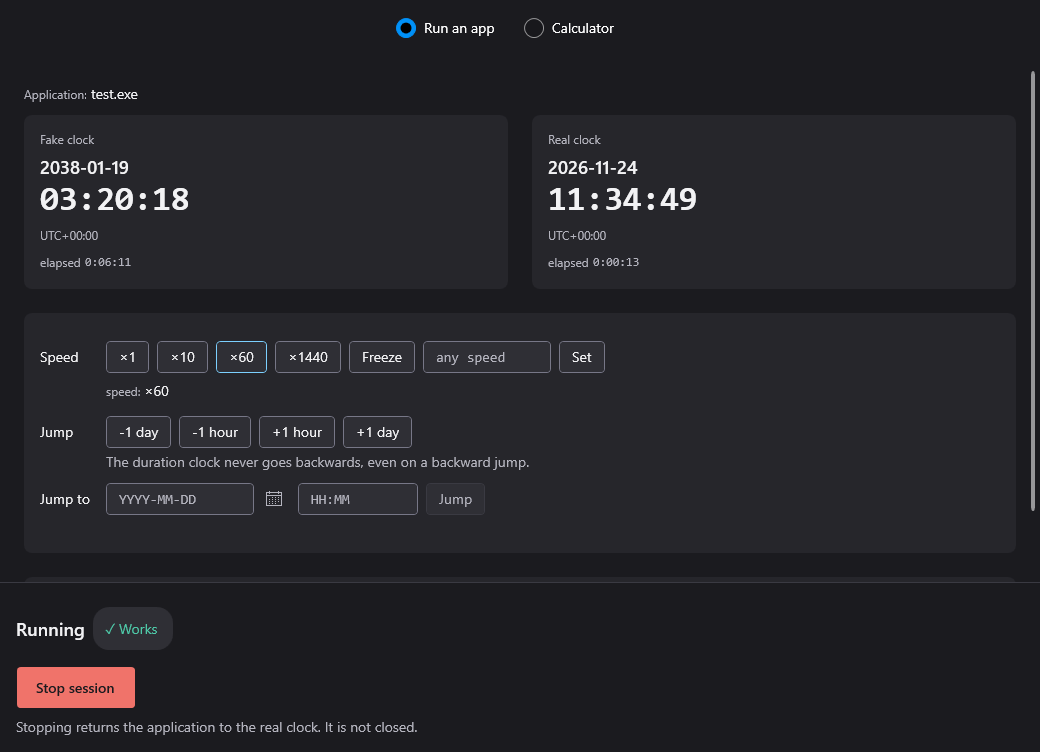 Run an app Calculator
Application: test.exe
Fake clock
2038-01-19
03:20:18
UTC+00:00
elapsed 0:06:11
Real clock
2026-11-24
11:34:49
UTC+00:00
elapsed 0:00:13
Speed ×1 ×10 ×60 ×1440 Freeze any speed Set
speed: ×60
Jump -1 day -1 hour +1 hour +1 day
The duration clock never goes backwards, even on a backward jump.
Jump to YYYY-MM-DD HH:MM Jump
Running ✓ Works
Stop session
Stopping returns the application to the real clock. It is not closed.